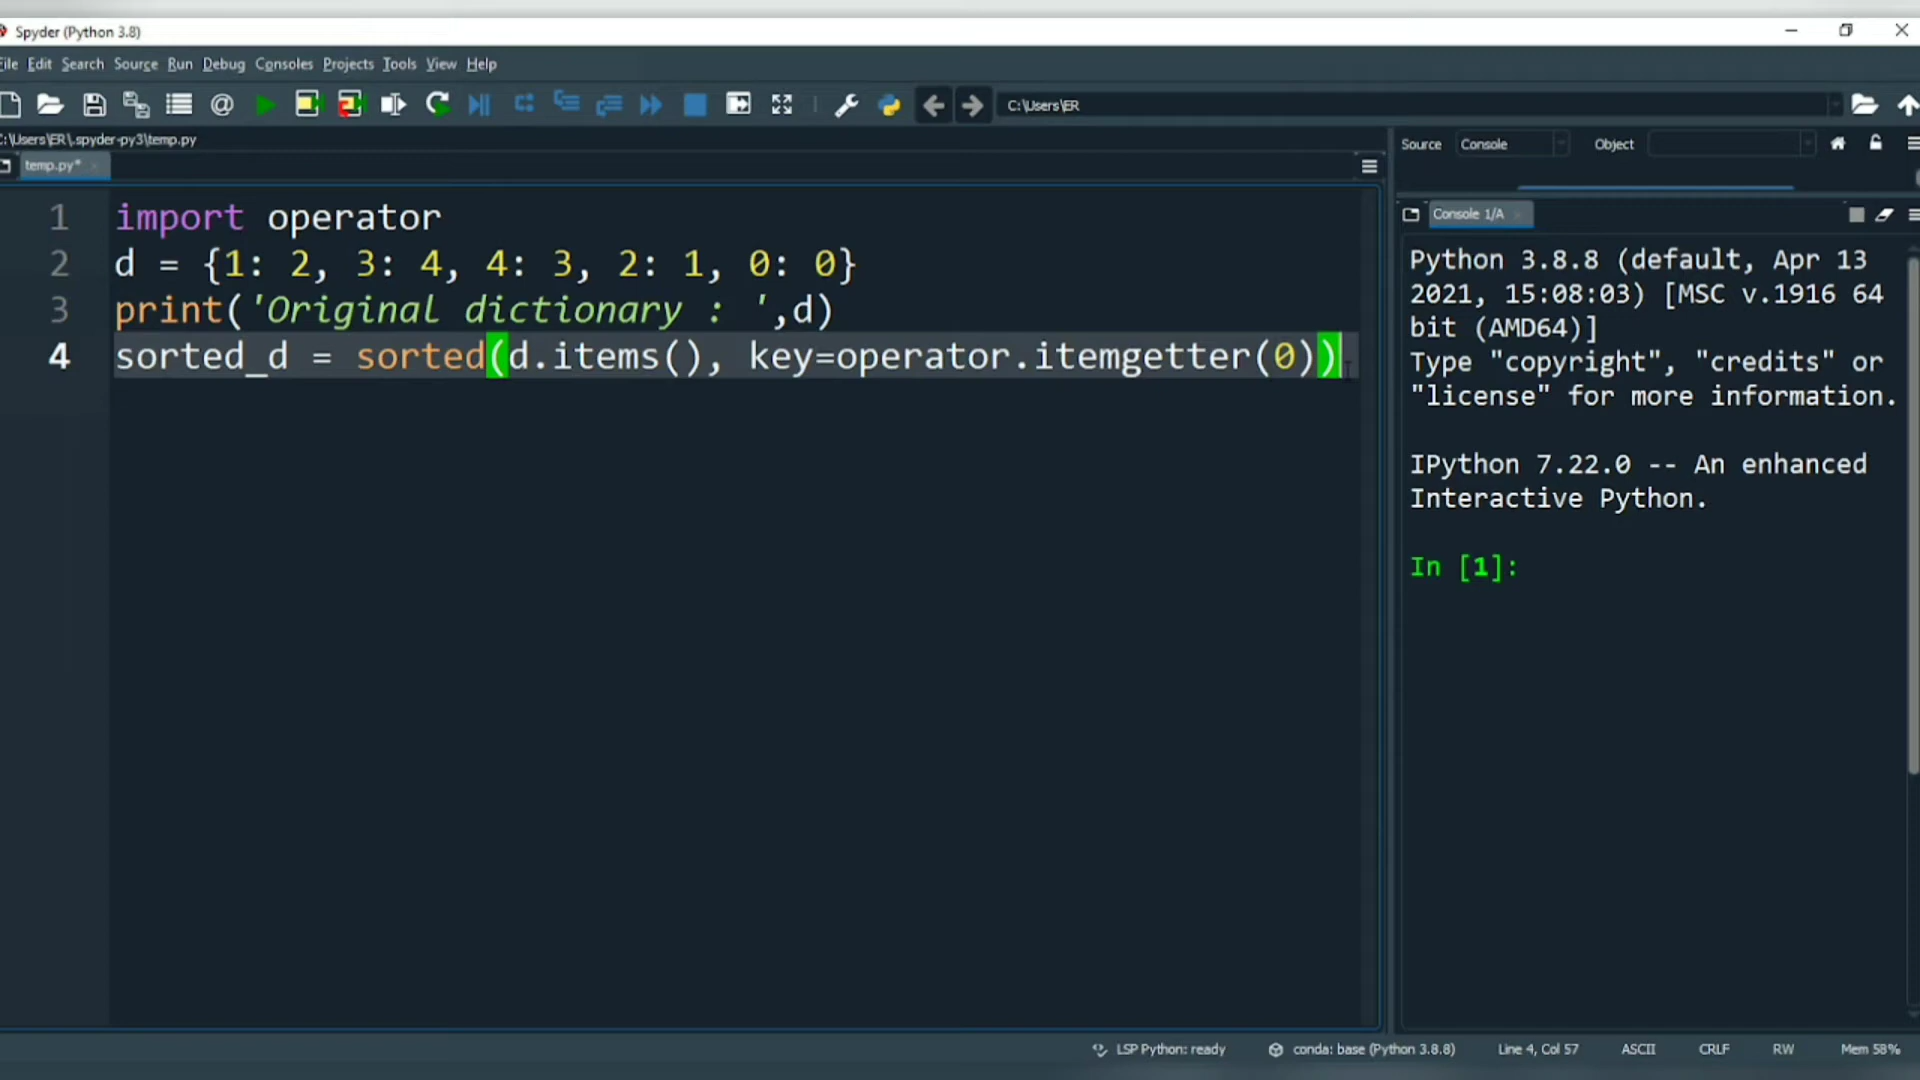 Spyder (Python 3.8)
File Edit Search Source Run Debug Consoles Projects Tools View Help
C:\Users\ER
C:\Users\ER\.spyder-py3\temp.py
temp.py*
Source Console Object
Console 1/A
1 import operator
2 d = {1: 2, 3: 4, 4: 3, 2: 1, 0: 0}
3 print('Original dictionary : ',d)
4 sorted_d = sorted(d.items(), key=operator.itemgetter(0))
Python 3.8.8 (default, Apr 13
2021, 15:08:03) [MSC v.1916 64
bit (AMD64)]
Type "copyright", "credits" or
"license" for more information.
IPython 7.22.0 -- An enhanced
Interactive Python.
In [1]:
LSP Python: ready conda: base (Python 3.8.8) Line 4, Col 57 ASCII CRLF RW Mem 58%